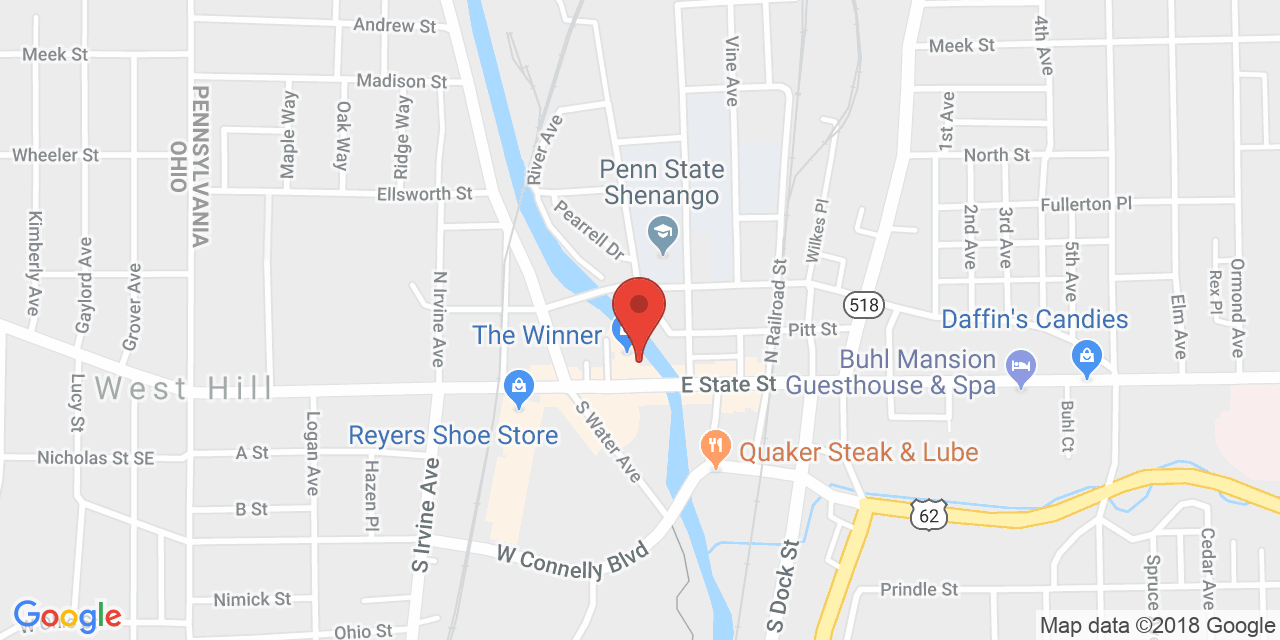 Andrew St
Meek St
Madison St
PENNSYLVANIA
OHIO
Maple Way
Oak Way
Ridge Way
Wheeler St
Ellsworth St
River Ave
Pearrell Dr
Vine Ave
Penn State
Shenango
Wilkes Pl
N Railroad St
4th Ave
Meek St
1st Ave
North St
Fullerton Pl
2nd Ave
3rd Ave
5th Ave
Rex Pl
Ormond Ave
Elm Ave
Kimberly Ave
Gaylord Ave
Grover Ave
N Irvine Ave
518
Pitt St
The Winner
Daffin's Candies
Buhl Mansion
Guesthouse & Spa
E State St
West Hill
Lucy St
Logan Ave
Reyers Shoe Store
S Water Ave
Buhl Ct
Quaker Steak & Lube
Nicholas St SE
A St
Hazen Pl
B St
S Irvine Ave
W Connelly Blvd
62
S Dock St
Prindle St
Spruce
Cedar Ave
Nimick St
Ohio St
Google
Map data ©2018 Google